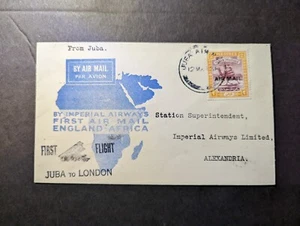 From Juba.
BY AIR MAIL
PAR AVION
JUBA
AIR MAIL
BY IMPERIAL AIRWAYS
FIRST AIR MAIL
ENGLAND AFRICA
FIRST FLIGHT
JUBA TO LONDON
Station Superintendent,
Imperial Airways Limited,
ALEXANDRIA.